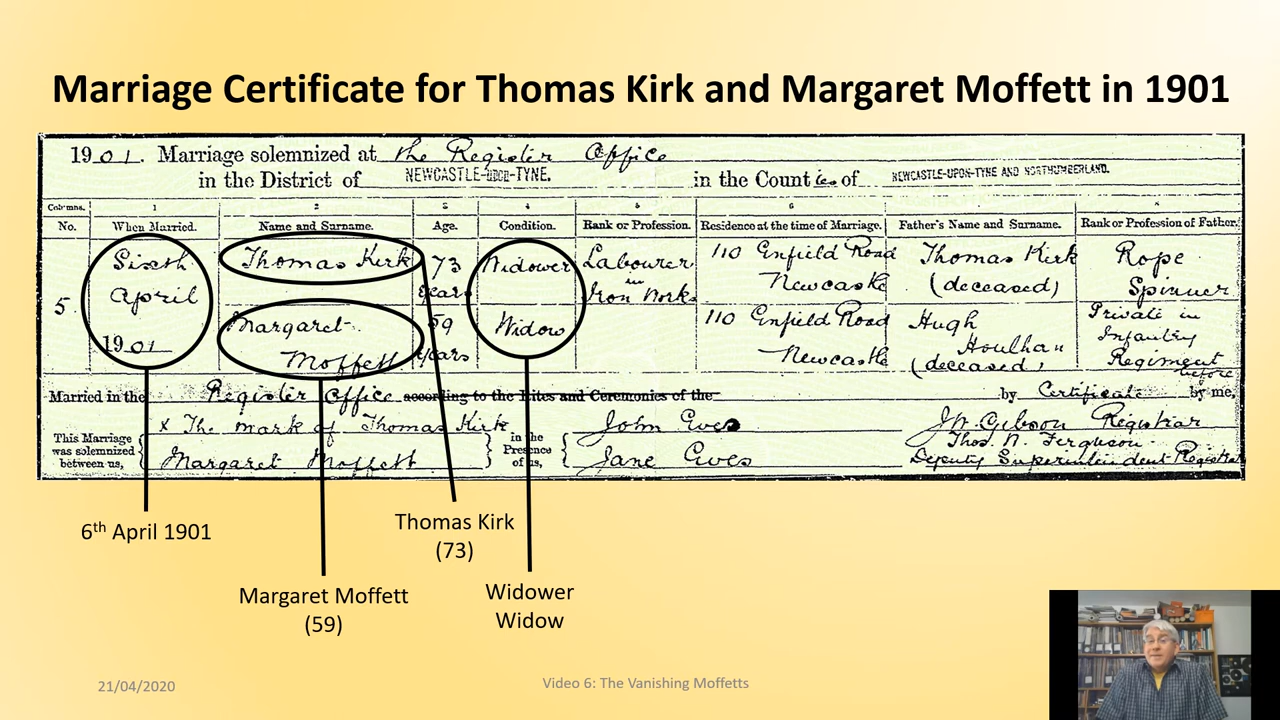 Marriage Certificate for Thomas Kirk and Margaret Moffett in 1901
1901. Marriage solemnized at the Register Office
in the District of NEWCASTLE-UPON-TYNE. in the Counties of NEWCASTLE-UPON-TYNE AND NORTHUMBERLAND.
Columns. 1 2 3 4 5 6 7 8
No. When Married. Name and Surname. Age. Condition. Rank or Profession. Residence at the time of Marriage. Father's Name and Surname. Rank or Profession of Father.
5 Sixth April 1901 Thomas Kirk 73 years Widower Labourer in Iron Works 110 Enfield Road Newcastle Thomas Kirk (deceased) Rope Spinner
Margaret Moffett 59 years Widow 110 Enfield Road Newcastle Hugh Houlhan (deceased) Private in Infantry Regiment
Married in the Register Office according to the Rites and Ceremonies of the by Certificate before by me,
This Marriage was solemnized between us,
x The mark of Thomas Kirk
Margaret Moffett
in the Presence of us,
John Eves
Jane Eves
Jn. Gibson Registrar
Thos. N. Ferguson
Deputy Superintendent Registrar
6th April 1901
Thomas Kirk
(73)
Margaret Moffett
(59)
Widower
Widow
21/04/2020
Video 6: The Vanishing Moffetts